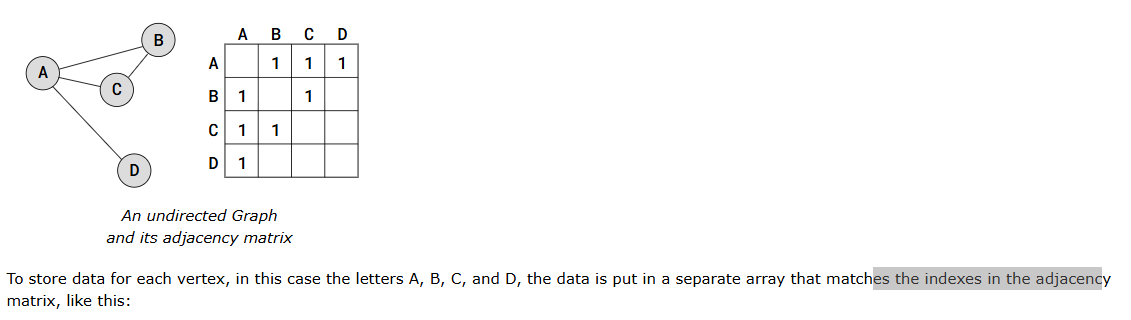 A B C D
B
A 1 1 1
A
C
B 1 1
C 1 1
D 1
D
An undirected Graph
and its adjacency matrix
To store data for each vertex, in this case the letters A, B, C, and D, the data is put in a separate array that matches the indexes in the adjacency
matrix, like this: